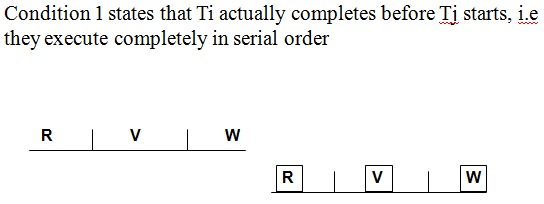 Condition 1 states that Ti actually completes before Tj starts, i.e
they execute completely in serial order
R V W
R V W